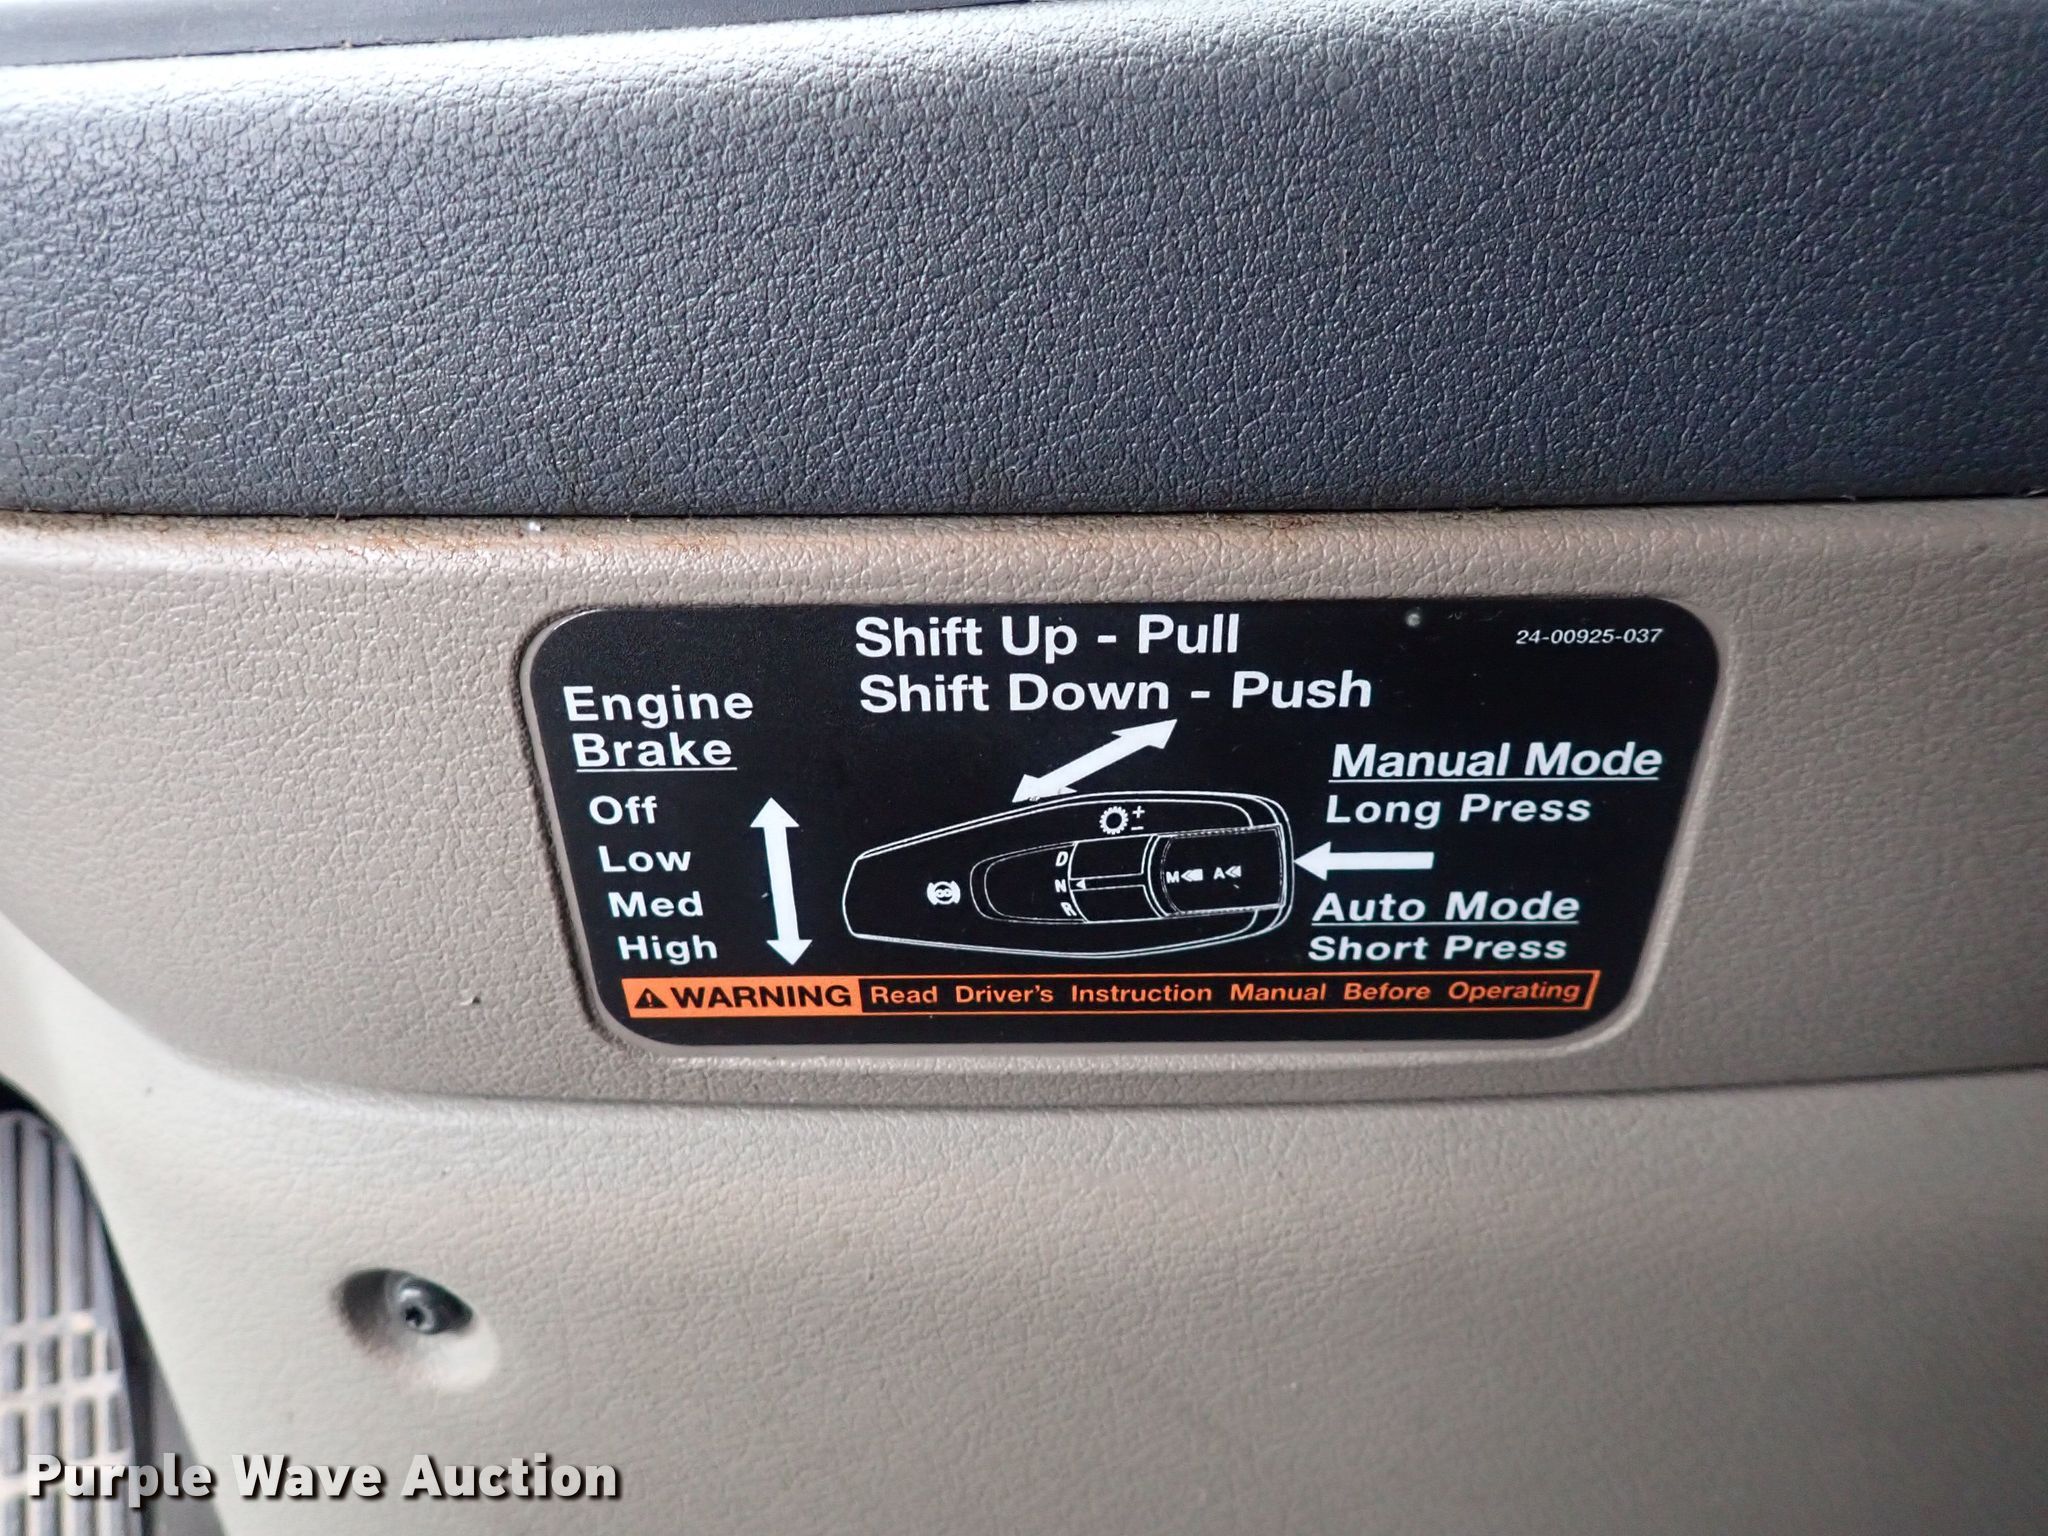 Shift Up - Pull
Shift Down - Push
24-00925-037
Engine
Brake
Off
Low
Med
High
Manual Mode
Long Press
Auto Mode
Short Press
+
-
D
N
R
M A
WARNING Read Driver's Instruction Manual Before Operating
Purple Wave Auction